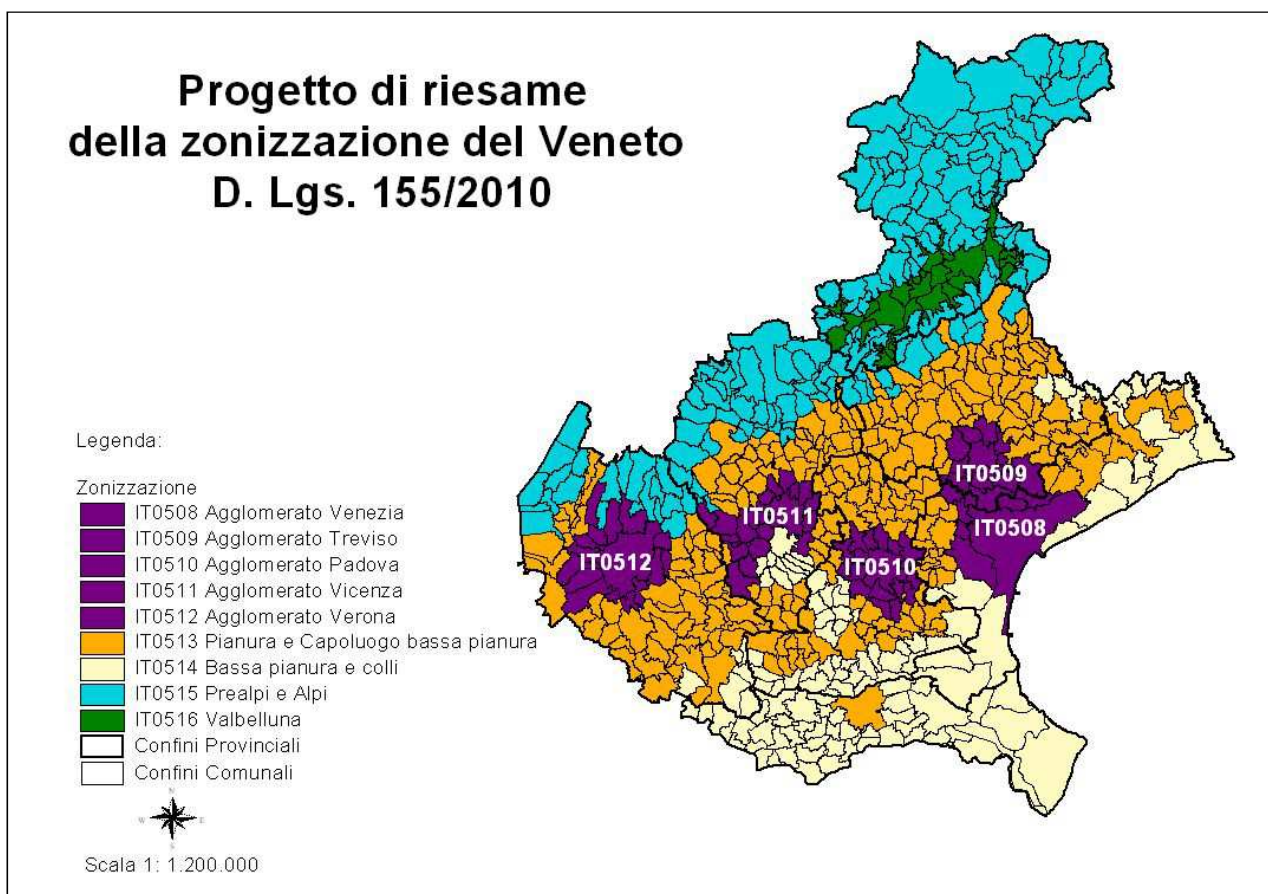 Progetto di riesame
della zonizzazione del Veneto
D. Lgs. 155/2010
Legenda:
Zonizzazione
IT0508 Agglomerato Venezia
IT0509 Agglomerato Treviso
IT0510 Agglomerato Padova
IT0511 Agglomerato Vicenza
IT0512 Agglomerato Verona
IT0513 Pianura e Capoluogo bassa pianura
IT0514 Bassa pianura e colli
IT0515 Prealpi e Alpi
IT0516 Valbelluna
Confini Provinciali
Confini Comunali
N
W E
S
Scala 1: 1.200.000
IT0509
IT0511
IT0508
IT0512
IT0510